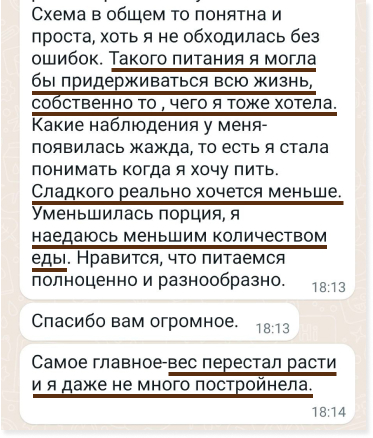 Схема в общем то понятна и
проста, хоть я не обходилась без
ошибок. Такого питания я могла
бы придерживаться всю жизнь,
собственно то , чего я тоже хотела.
Какие наблюдения у меня-
появилась жажда, то есть я стала
понимать когда я хочу пить.
Сладкого реально хочется меньше.
Уменьшилась порция, я
наедаюсь меньшим количеством
еды. Нравится, что питаемся
полноценно и разнообразно.
18:13
Спасибо вам огромное.
18:13
Самое главное-вес перестал расти
и я даже не много постройнела.
18:14